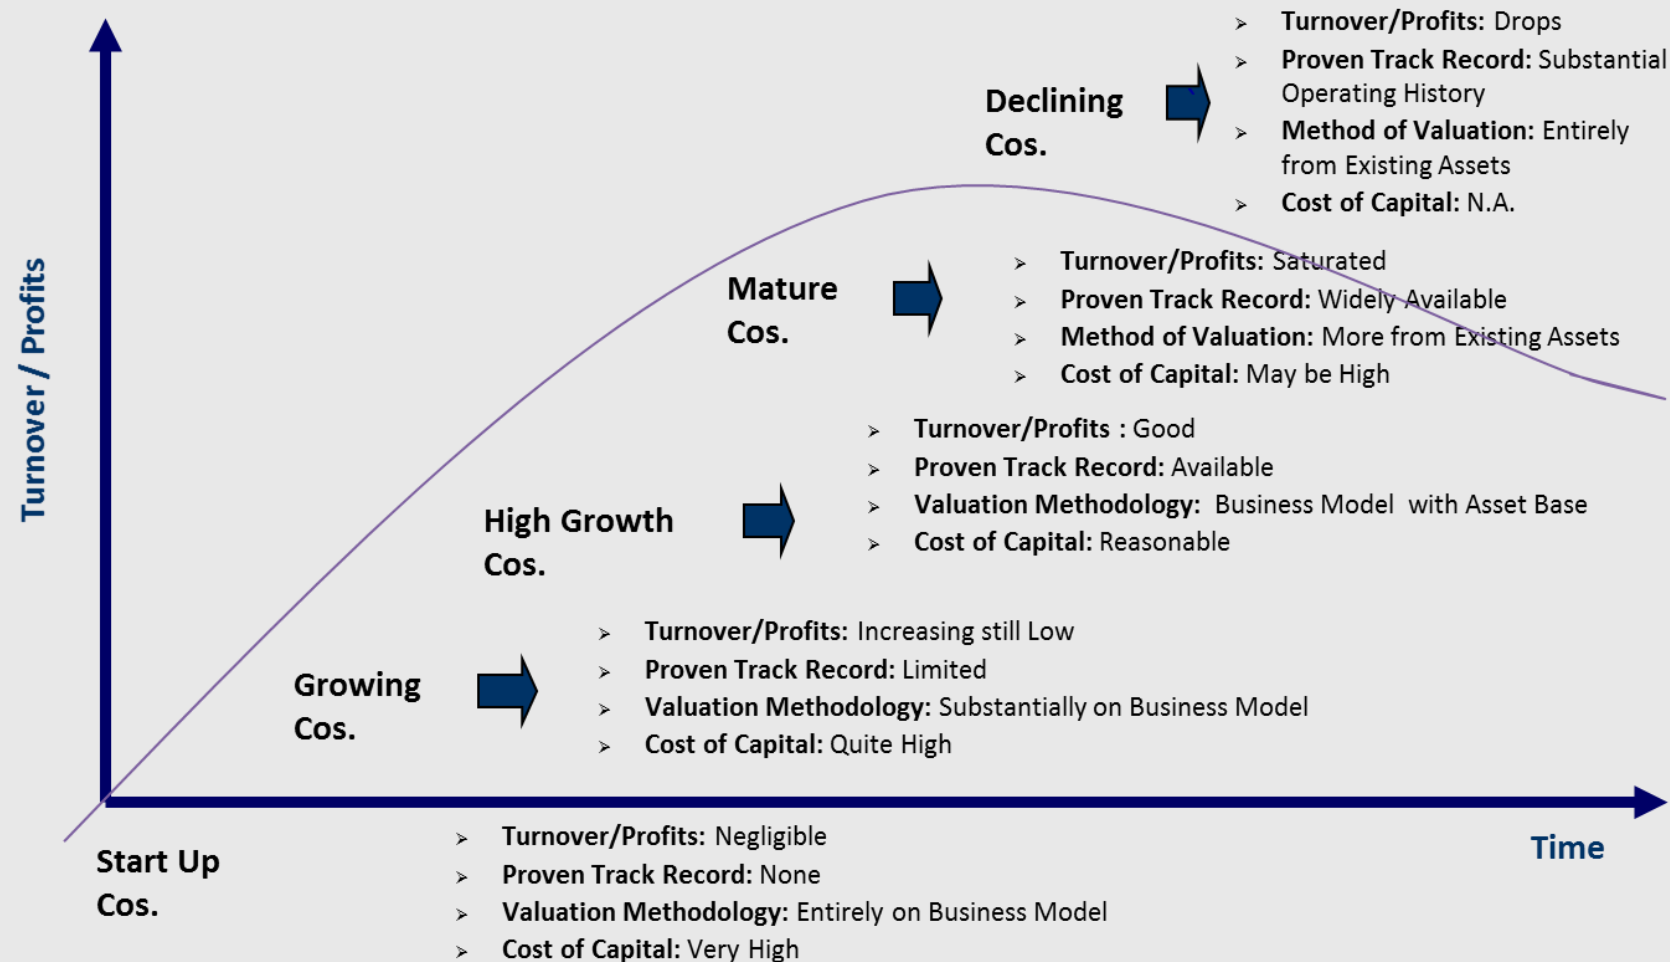 Turnover / Profits
Declining
Cos.
➢ Turnover/Profits: Drops
➢ Proven Track Record: Substantial
Operating History
➢ Method of Valuation: Entirely
from Existing Assets
➢ Cost of Capital: N.A.
Mature
Cos.
➢ Turnover/Profits: Saturated
➢ Proven Track Record: Widely Available
➢ Method of Valuation: More from Existing Assets
➢ Cost of Capital: May be High
High Growth
Cos.
➢ Turnover/Profits : Good
➢ Proven Track Record: Available
➢ Valuation Methodology: Business Model with Asset Base
➢ Cost of Capital: Reasonable
Growing
Cos.
➢ Turnover/Profits: Increasing still Low
➢ Proven Track Record: Limited
➢ Valuation Methodology: Substantially on Business Model
➢ Cost of Capital: Quite High
Start Up
Cos.
➢ Turnover/Profits: Negligible
➢ Proven Track Record: None
➢ Valuation Methodology: Entirely on Business Model
➢ Cost of Capital: Very High
Time